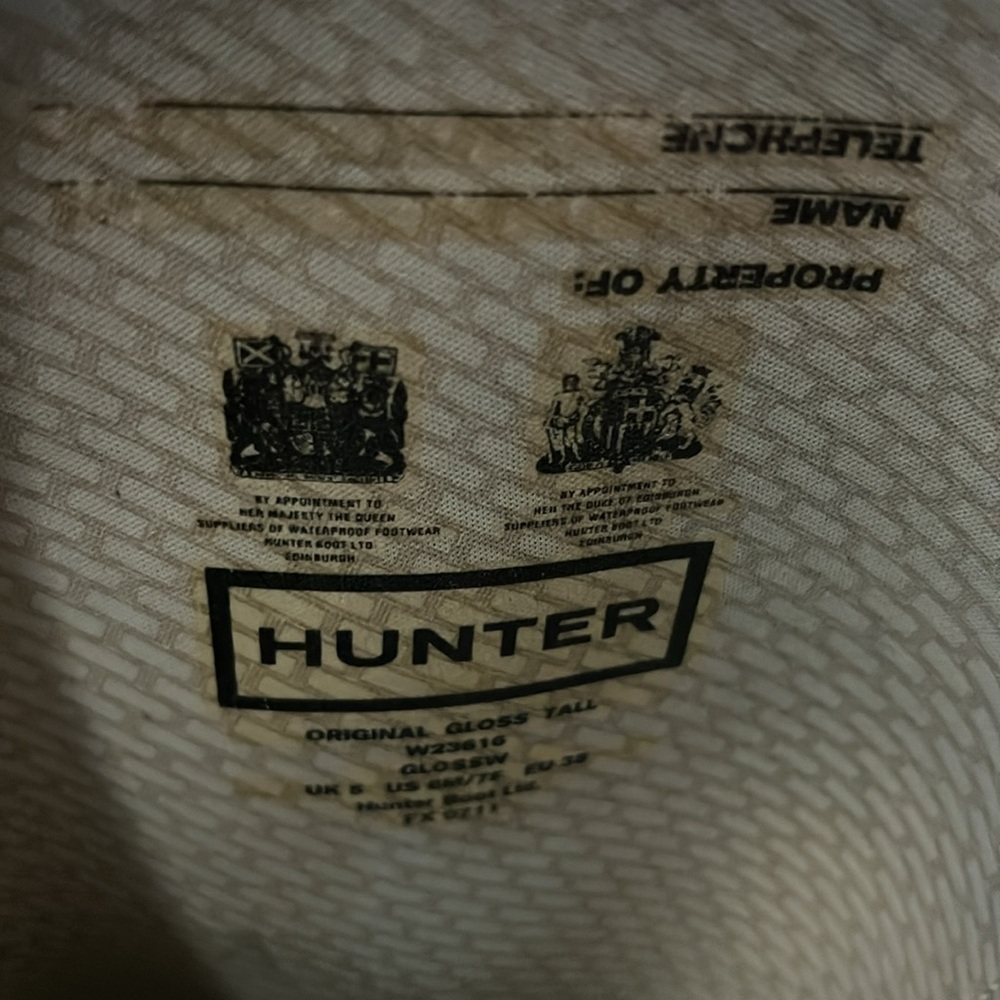 TELEPHONE
NAME
PROPERTY OF:
BY APPOINTMENT TO
HER MAJESTY THE QUEEN
SUPPLIERS OF WATERPROOF FOOTWEAR
HUNTER BOOT LTD
EDINBURGH
BY APPOINTMENT TO
HRH THE DUKE OF EDINBURGH
SUPPLIERS OF WATERPROOF FOOTWEAR
HUNTER BOOT LTD
EDINBURGH
HUNTER
ORIGINAL GLOSS TALL
W23616
GLOSSW
UK 5 US 6M/7F EU 38
Hunter Boot Ltd.